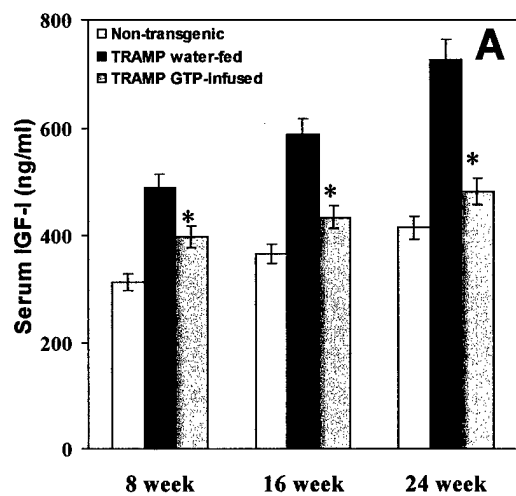 800
600
400
200
0
Serum IGF-I (ng/ml)
Non-transgenic
TRAMP water-fed
TRAMP GTP-Infused
A
*
*
*
8 week 16 week 24 week